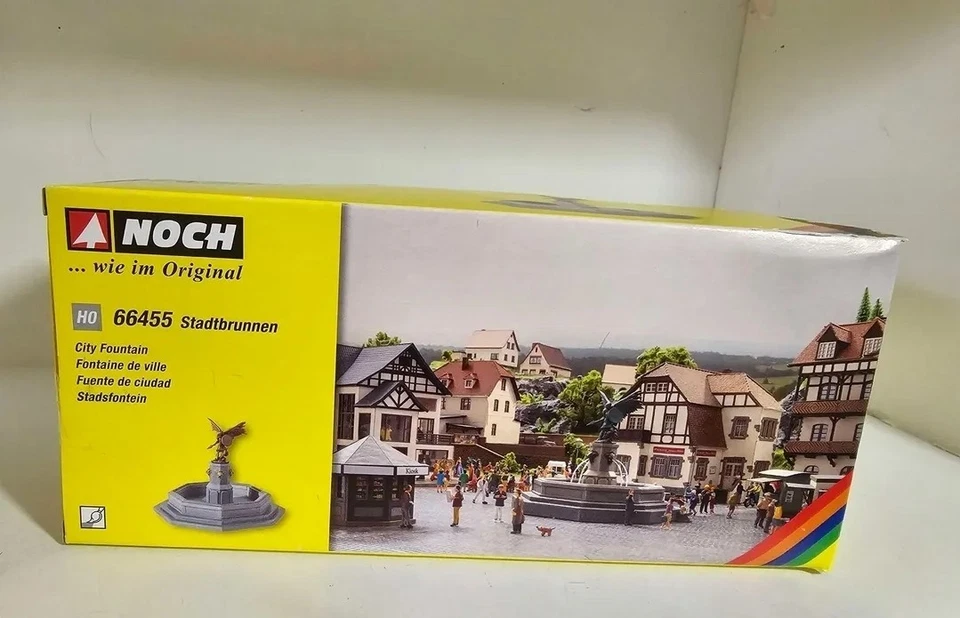 NOCH
... wie im Original
H0 66455 Stadtbrunnen
City Fountain
Fontaine de ville
Fuente de ciudad
Stadsfontein
Kiosk